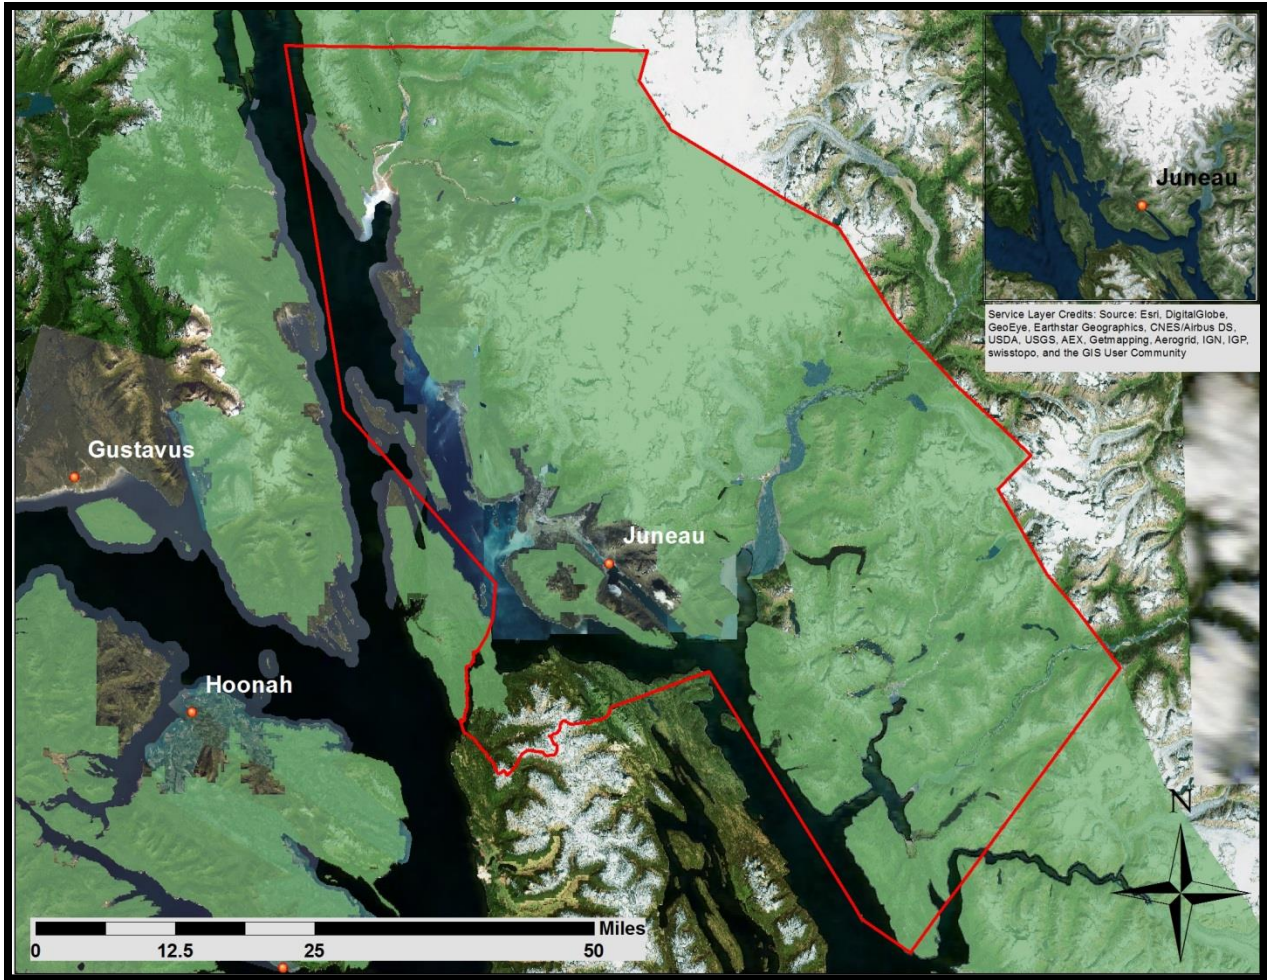 Juneau
Service Layer Credits: Source: Esri, DigitalGlobe,
GeoEye, Earthstar Geographics, CNES/Airbus DS,
USDA, USGS, AEX, Getmapping, Aerogrid, IGN, IGP,
swisstopo, and the GIS User Community
Gustavus
Juneau
Hoonah
N
Miles
0 12.5 25 50